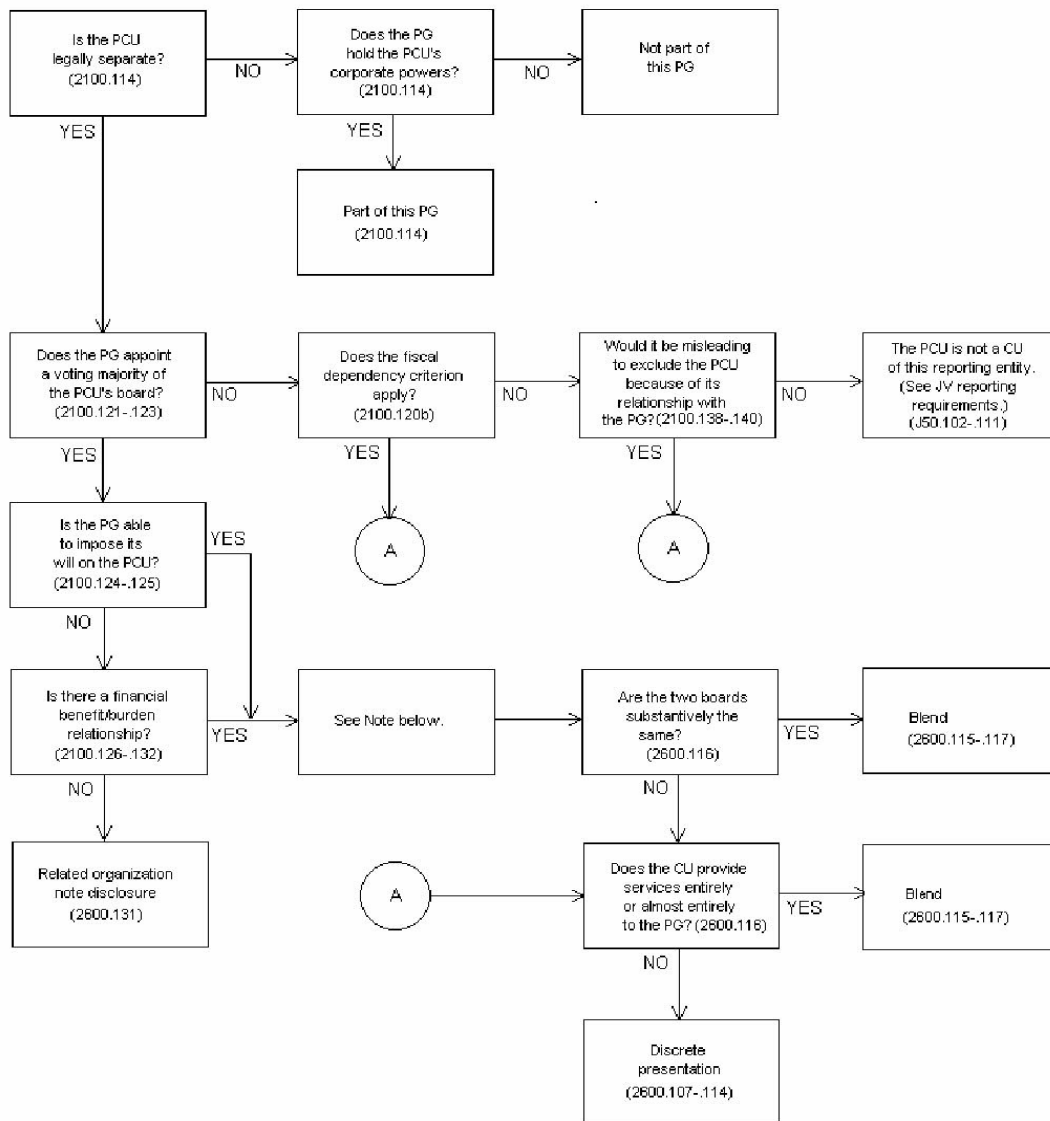 Is the PCU
legally separate?
(2100.114)
NO
Does the PG
hold the PCU's
corporate powers?
(2100.114)
NO
Not part of
this PG
YES
YES
Part of this PG
(2100.114)
Does the PG appoint
a voting majority of
the PCU's board?
(2100.121-.123)
NO
Does the fiscal
dependency criterion
apply?
(2100.120b)
NO
Would it be misleading
to exclude the PCU
because of its
relationship with
the PG?(2100.138-.140)
NO
The PCU is not a CU
of this reporting entity.
(See JV reporting
requirements.)
(J50.102-.111)
YES
YES
YES
A
A
Is the PG able
to impose its
will on the PCU?
(2100.124-.125)
YES
NO
Is there a financial
benefit/burden
relationship?
(2100.126-.132)
YES
See Note below.
Are the two boards
substantively the
same?
(2600.116)
YES
Blend
(2600.115-.117)
NO
NO
Related organization
note disclosure
(2600.131)
A
Does the CU provide
services entirely
or almost entirely
to the PG?(2600.116)
YES
Blend
(2600.115-.117)
NO
Discrete
presentation
(2600.107-.114)